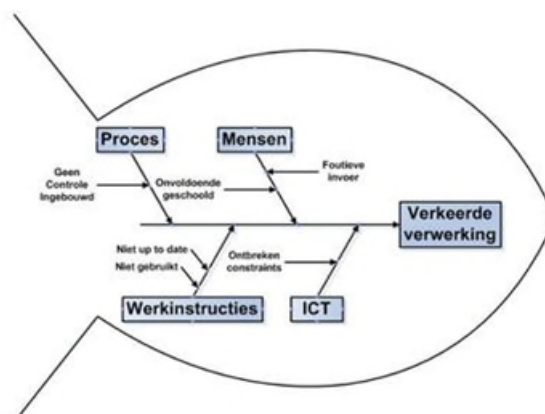 Proces
Mensen
Geen
Controle
Ingebouwd
Onvoldoende
geschoold
Foutieve
invoer
Verkeerde
verwerking
Niet up to date
Niet gebruikt
Ontbreken
constraints
Werkinstructies
ICT